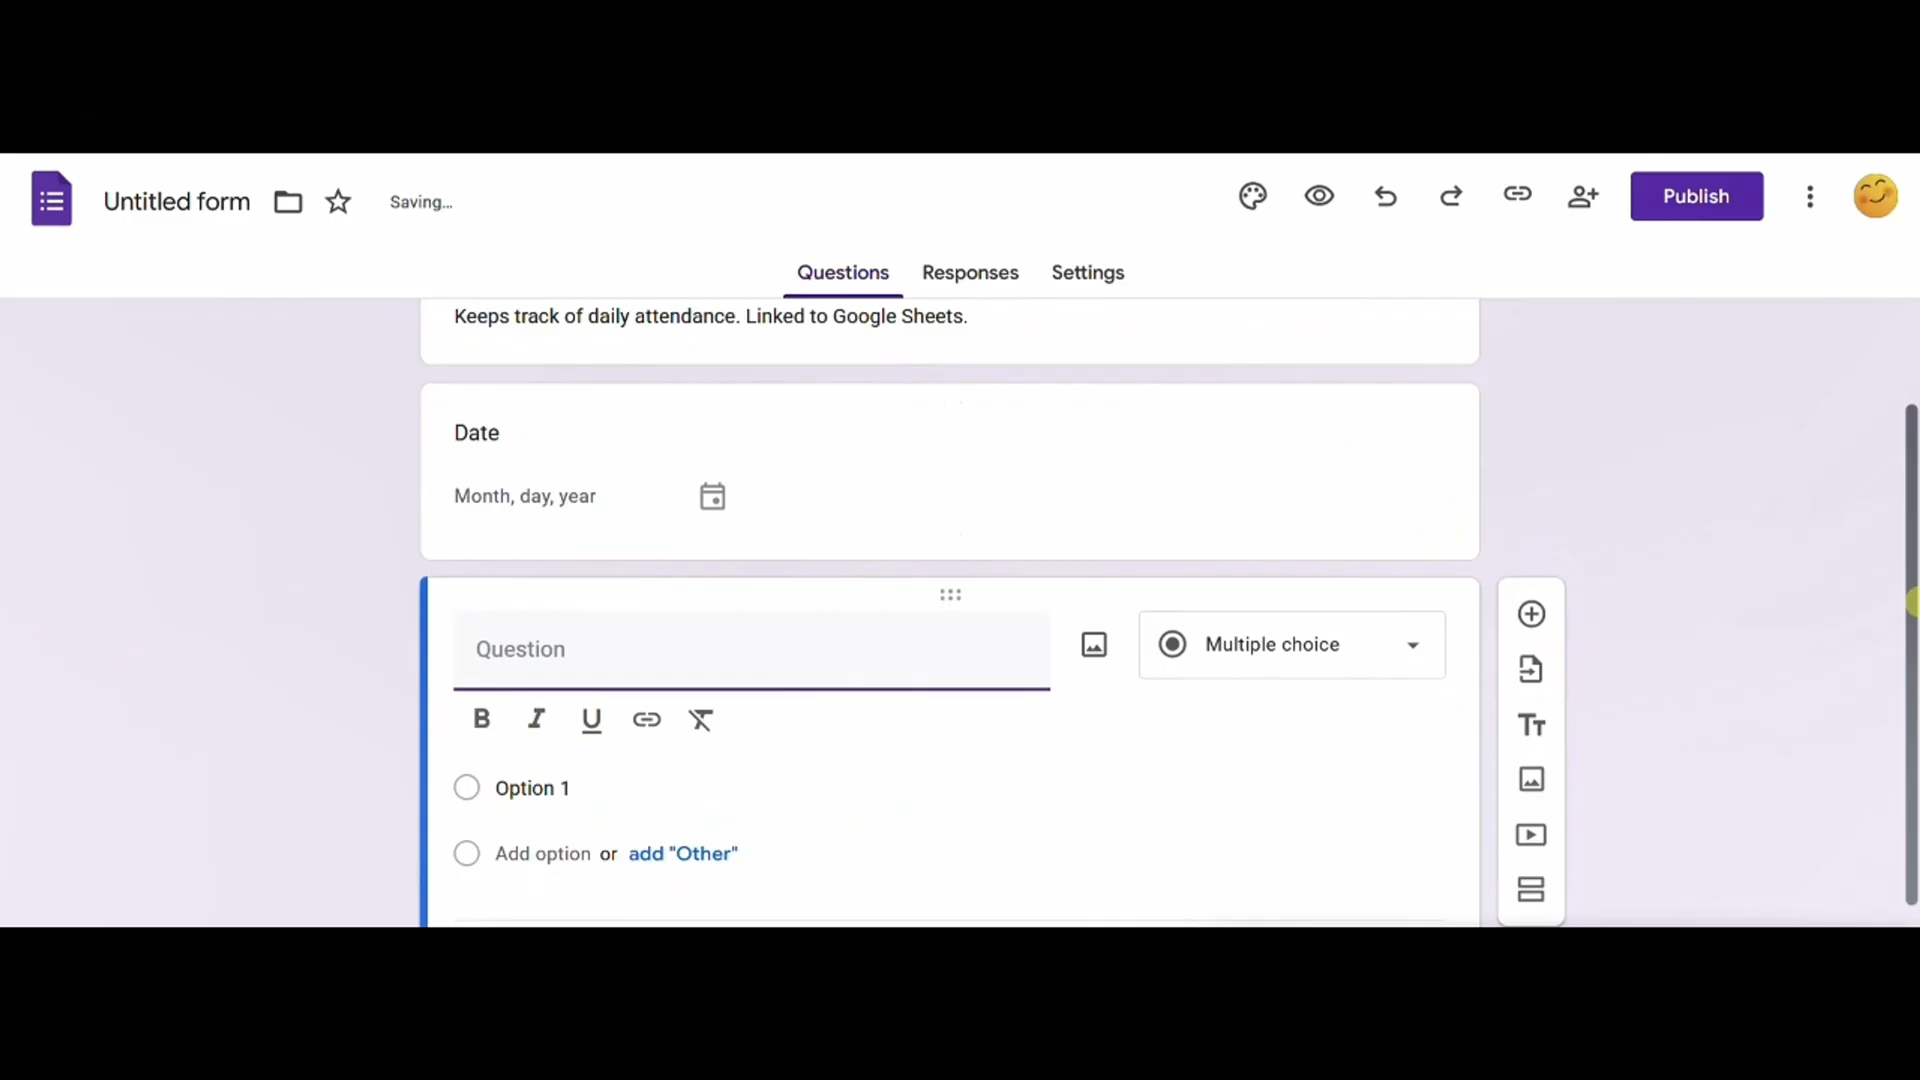 Untitled form
Saving...
Publish
Questions Responses Settings
Keeps track of daily attendance. Linked to Google Sheets.
Date
Month, day, year
Question
Multiple choice
B I U
Tт
Option 1
Add option or add "Other"